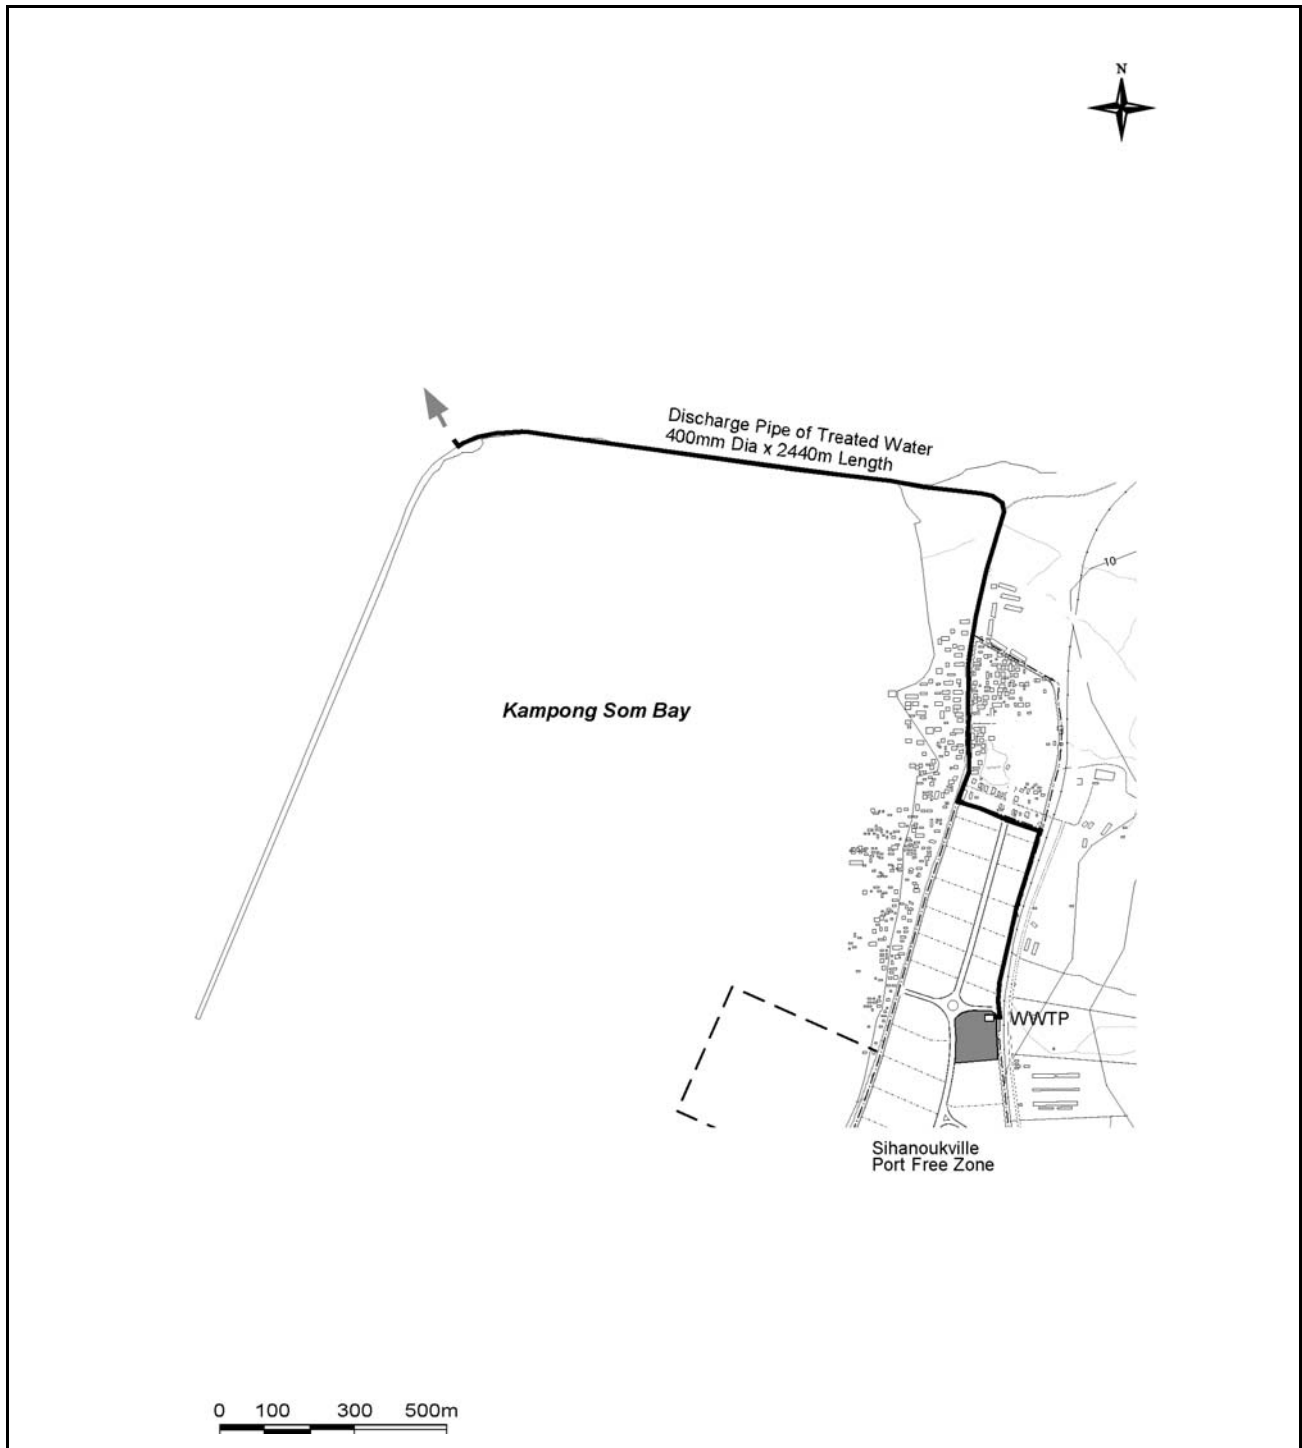 N
Discharge Pipe of Treated Water
400mm Dia x 2440m Length
10
Kampong Som Bay
WWTP
Sihanoukville
Port Free Zone
0 100 300 500m